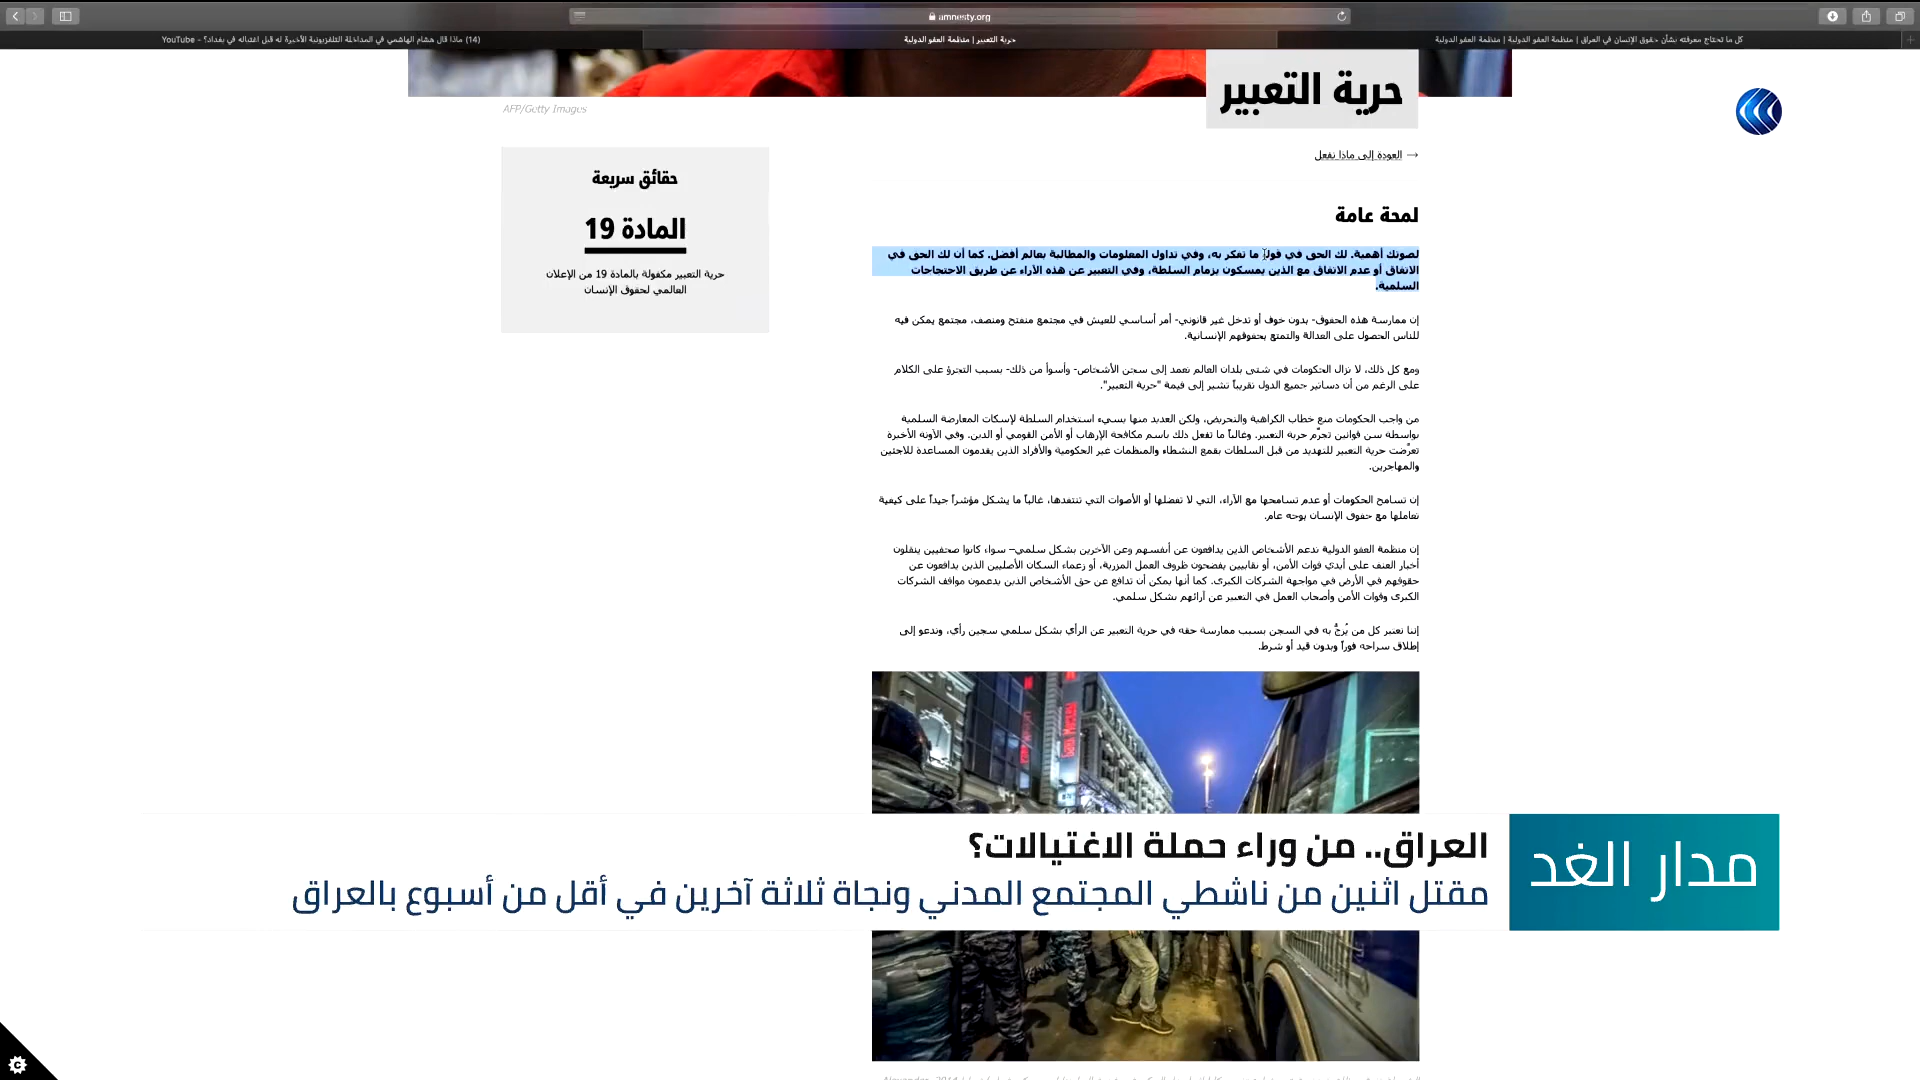 amnesty.org
(14) ماذا قال هشام الهاشمي في المداخلة التلفزيونية الأخيرة له قبل اغتياله في بغداد؟ - YouTube
حرية التعبير | منظمة العفو الدولية
كل ما تحتاج معرفته بشأن حقوق الإنسان في العراق | منظمة العفو الدولية | منظمة العفو الدولية
حرية التعبير
AFP/Getty Images
→ العودة إلى ماذا نفعل
حقائق سريعة
المادة 19
حرية التعبير مكفولة بالمادة 19 من الإعلان
العالمي لحقوق الإنسان
لمحة عامة
لصوتك أهمية. لك الحق في قول ما تفكر به، وفي تداول المعلومات والمطالبة بعالم أفضل. كما أن لك الحق في
الاتفاق أو عدم الاتفاق مع الذين يمسكون بزمام السلطة، وفي التعبير عن هذه الآراء عن طريق الاحتجاجات
السلمية.
إن ممارسة هذه الحقوق- بدون خوف أو تدخل غير قانوني- أمر أساسي للعيش في مجتمع منفتح ومنصف، مجتمع يمكن فيه
للناس الحصول على العدالة والتمتع بحقوقهم الإنسانية.
ومع كل ذلك، لا تزال الحكومات في شتى بلدان العالم تعمد إلى سجن الأشخاص- وأسوأ من ذلك- بسبب التجرؤ على الكلام
على الرغم من أن دساتير جميع الدول تقريباً تشير إلى قيمة "حرية التعبير".
من واجب الحكومات منع خطاب الكراهية والتحريض، ولكن العديد منها يسيء استخدام السلطة لإسكات المعارضة السلمية
بواسطة سن قوانين تجرِّم حرية التعبير. وغالباً ما تفعل ذلك باسم مكافحة الإرهاب أو الأمن القومي أو الدين. وفي الآونة الأخيرة
تعرَّضت حرية التعبير للتهديد من قبل السلطات بقمع النشطاء والمنظمات غير الحكومية والأفراد الذين يقدمون المساعدة للاجئين
والمهاجرين.
إن تسامح الحكومات أو عدم تسامحها مع الآراء، التي لا تفضلها أو الأصوات التي تنتقدها، غالباً ما يشكل مؤشراً جيداً على كيفية
تعاملها مع حقوق الإنسان بوجه عام.
إن منظمة العفو الدولية تدعم الأشخاص الذين يدافعون عن أنفسهم وعن الآخرين بشكل سلمي– سواء كانوا صحفيين ينقلون
أخبار العنف على أيدي قوات الأمن، أو نقابيين يفضحون ظروف العمل المزرية، أو زعماء السكان الأصليين الذين يدافعون عن
حقوقهم في الأرض في مواجهة الشركات الكبرى. كما أنها يمكن أن تدافع عن حق الأشخاص الذين يدعمون مواقف الشركات
الكبرى وقوات الأمن وأصحاب العمل في التعبير عن آرائهم بشكل سلمي.
إننا نعتبر كل من يُزجُّ به في السجن بسبب ممارسة حقه في حرية التعبير عن الرأي بشكل سلمي سجين رأي، وندعو إلى
إطلاق سراحه فوراً وبدون قيد أو شرط.
مدار الغد
العراق.. من وراء حملة الاغتيالات؟
مقتل اثنين من ناشطي المجتمع المدني ونجاة ثلاثة آخرين في أقل من أسبوع بالعراق